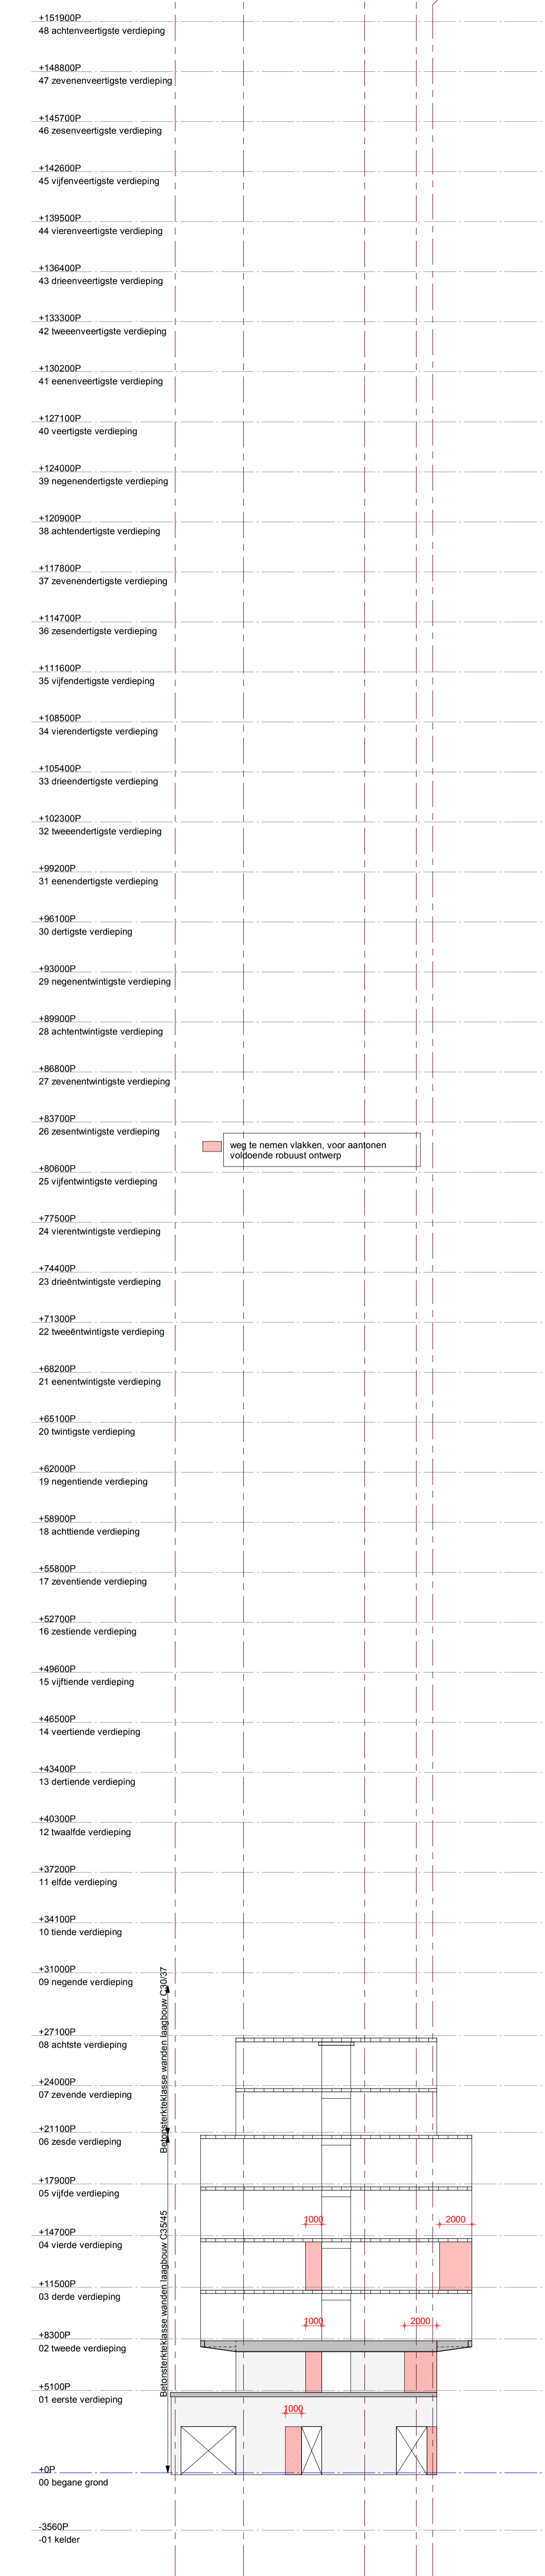 +151900P
48 achtenveertigste verdieping
+148800P
47 zevenenveertigste verdieping
+145700P
46 zesenveertigste verdieping
+142600P
45 vijfenveertigste verdieping
+139500P
44 vierenveertigste verdieping
+136400P
43 drieenveertigste verdieping
+133300P
42 tweeenveertigste verdieping
+130200P
41 eenenveertigste verdieping
+127100P
40 veertigste verdieping
+124000P
39 negenendertigste verdieping
+120900P
38 achtendertigste verdieping
+117800P
37 zevenendertigste verdieping
+114700P
36 zesendertigste verdieping
+111600P
35 vijfendertigste verdieping
+108500P
34 vierendertigste verdieping
+105400P
33 drieendertigste verdieping
+102300P
32 tweeendertigste verdieping
+99200P
31 eenendertigste verdieping
+96100P
30 dertigste verdieping
+93000P
29 negenentwintigste verdieping
+89900P
28 achtentwintigste verdieping
+86800P
27 zevenentwintigste verdieping
+83700P
26 zesentwintigste verdieping
weg te nemen vlakken, voor aantonen
voldoende robuust ontwerp
+80600P
25 vijfentwintigste verdieping
+77500P
24 vierentwintigste verdieping
+74400P
23 drieëntwintigste verdieping
+71300P
22 tweeëntwintigste verdieping
+68200P
21 eenentwintigste verdieping
+65100P
20 twintigste verdieping
+62000P
19 negentiende verdieping
+58900P
18 achttiende verdieping
+55800P
17 zeventiende verdieping
+52700P
16 zestiende verdieping
+49600P
15 vijftiende verdieping
+46500P
14 veertiende verdieping
+43400P
13 dertiende verdieping
+40300P
12 twaalfde verdieping
+37200P
11 elfde verdieping
+34100P
10 tiende verdieping
+31000P
09 negende verdieping
Betonsterkteklasse wanden laagbouw C30/37
+27100P
08 achtste verdieping
+24000P
07 zevende verdieping
+21100P
06 zesde verdieping
+17900P
05 vijfde verdieping
Betonsterkteklasse wanden laagbouw C35/45
1000
2000
+14700P
04 vierde verdieping
+11500P
03 derde verdieping
1000
2000
+8300P
02 tweede verdieping
+5100P
01 eerste verdieping
1000
+0P
00 begane grond
-3560P
-01 kelder